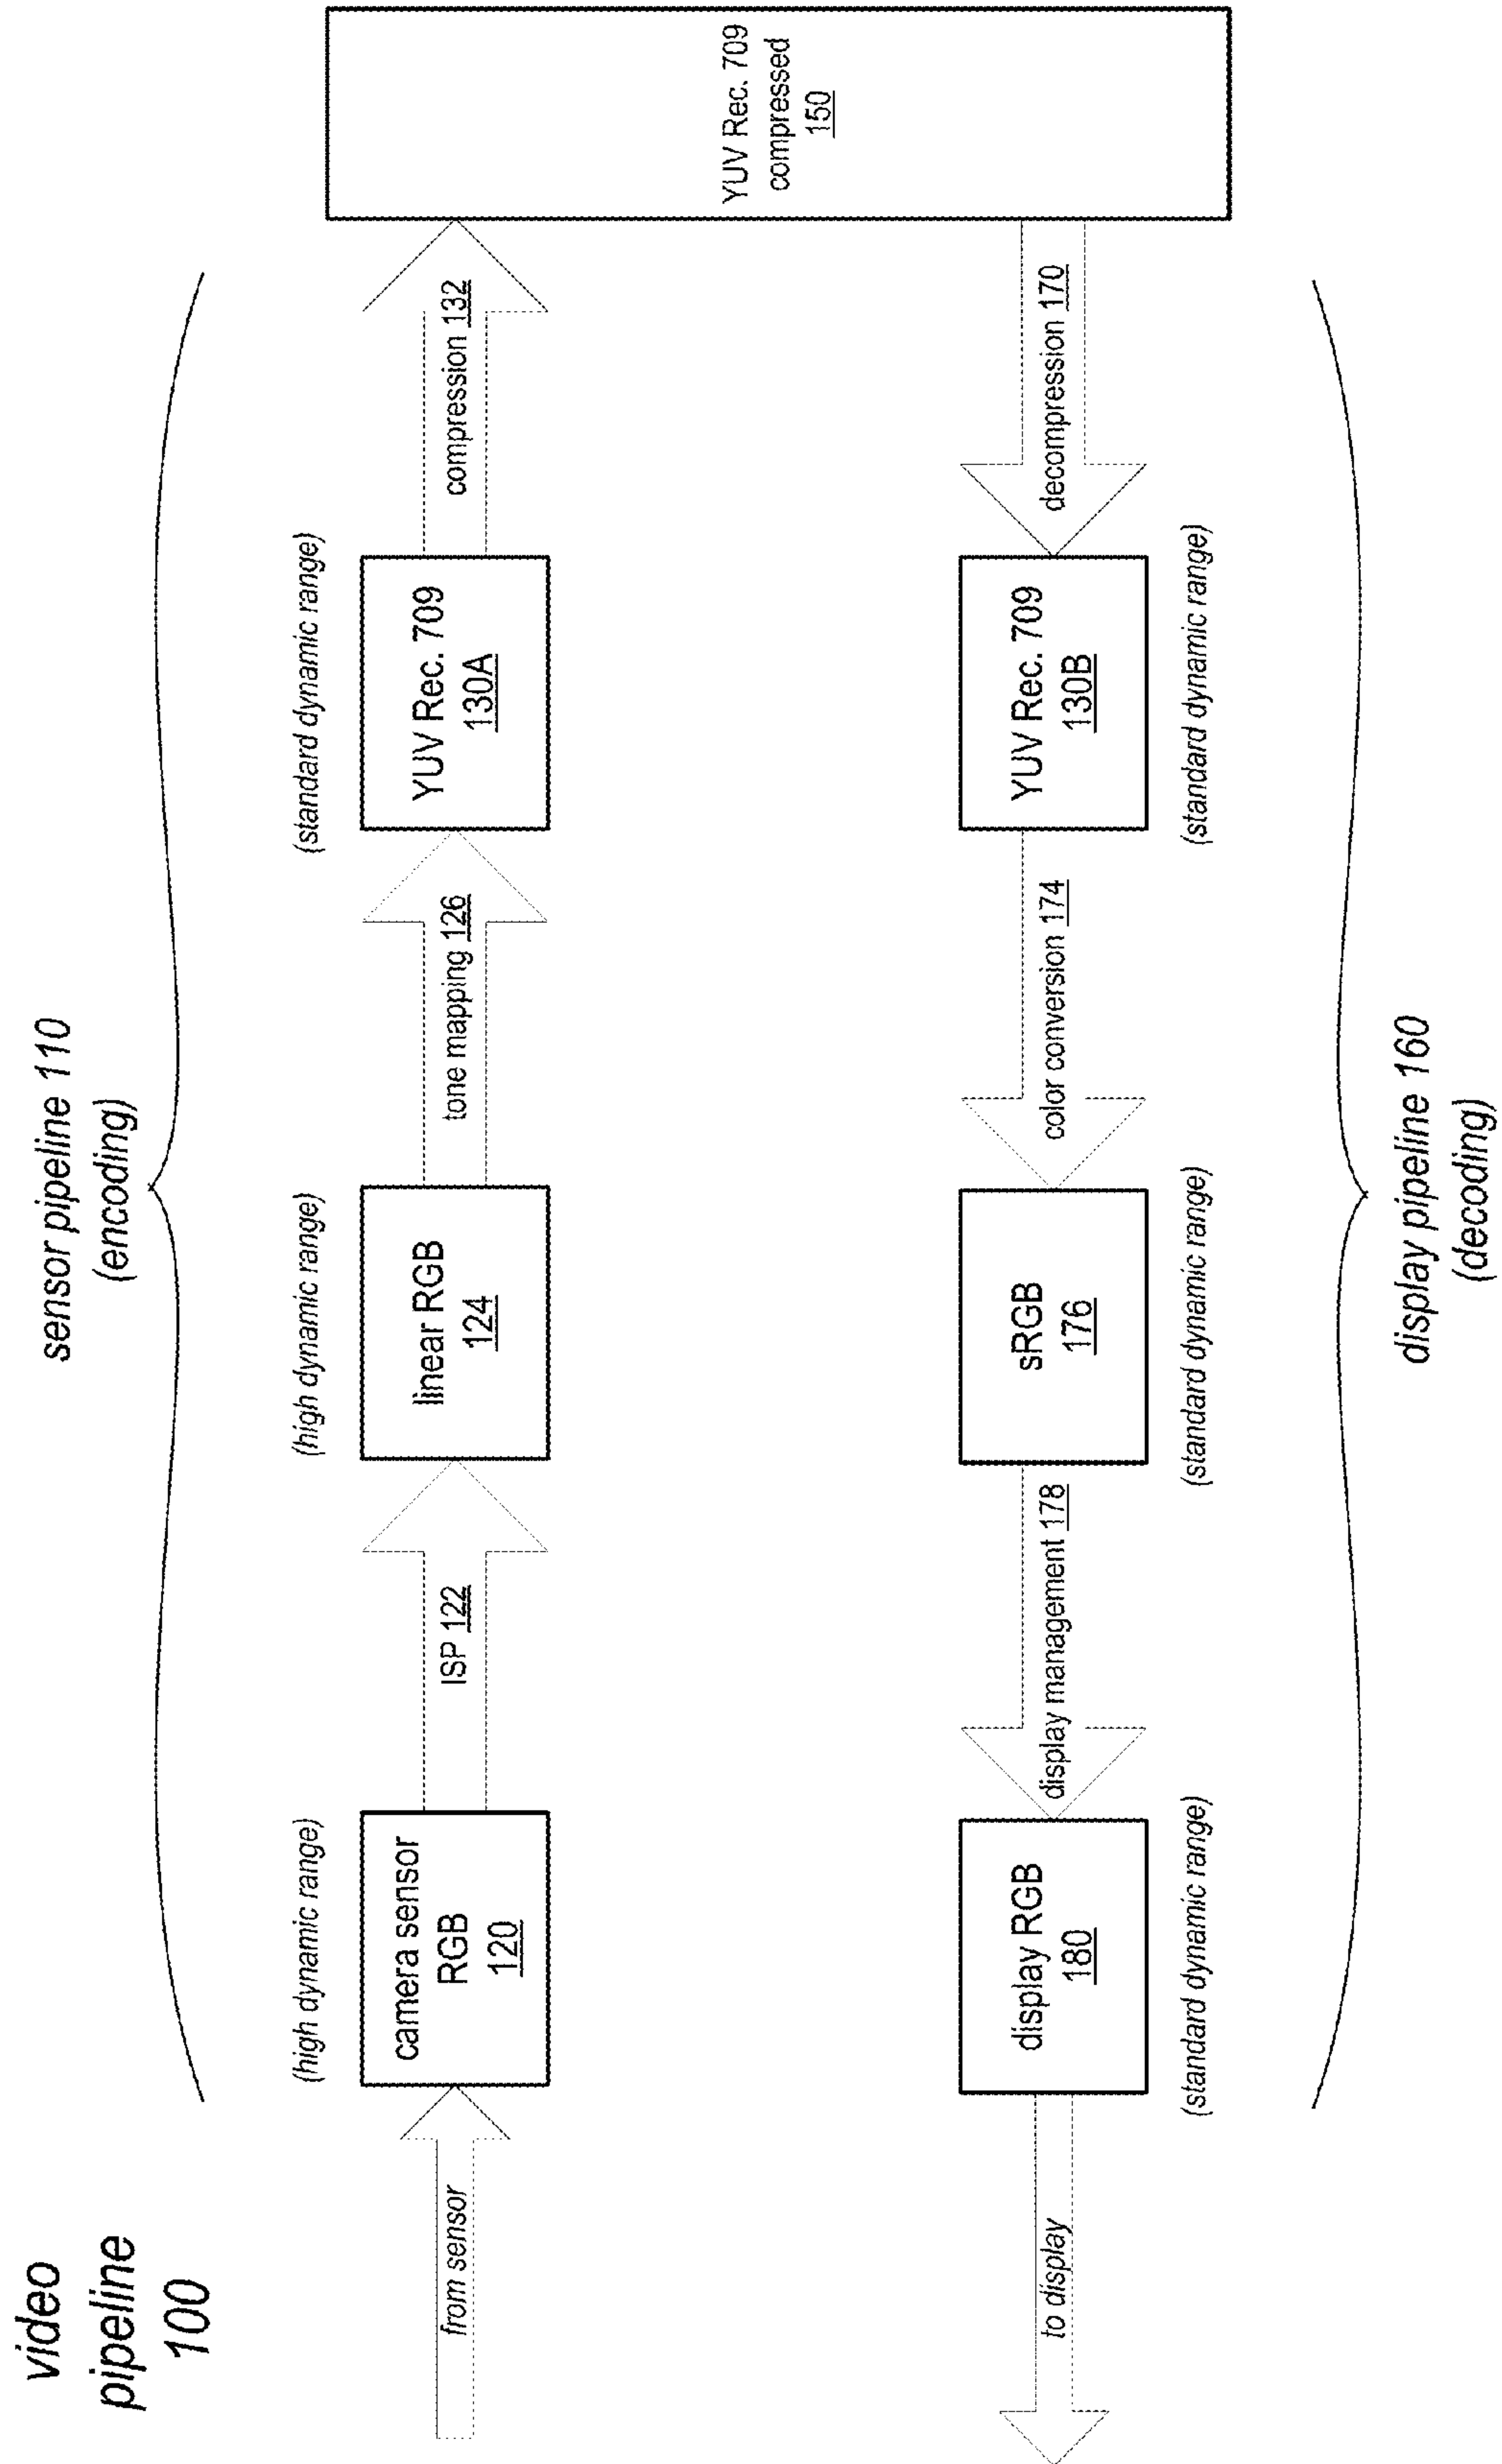 video
pipeline
100
sensor pipeline 110
(encoding)
(high dynamic range)
(high dynamic range)
(standard dynamic range)
from sensor
camera sensor
RGB
120
ISP 122
linear RGB
124
tone mapping 126
YUV Rec. 709
130A
compression 132
YUV Rec. 709
compressed
150
to display
display RGB
180
display management 178
sRGB
176
color conversion 174
YUV Rec. 709
130B
decompression 170
(standard dynamic range)
(standard dynamic range)
(standard dynamic range)
display pipeline 160
(decoding)